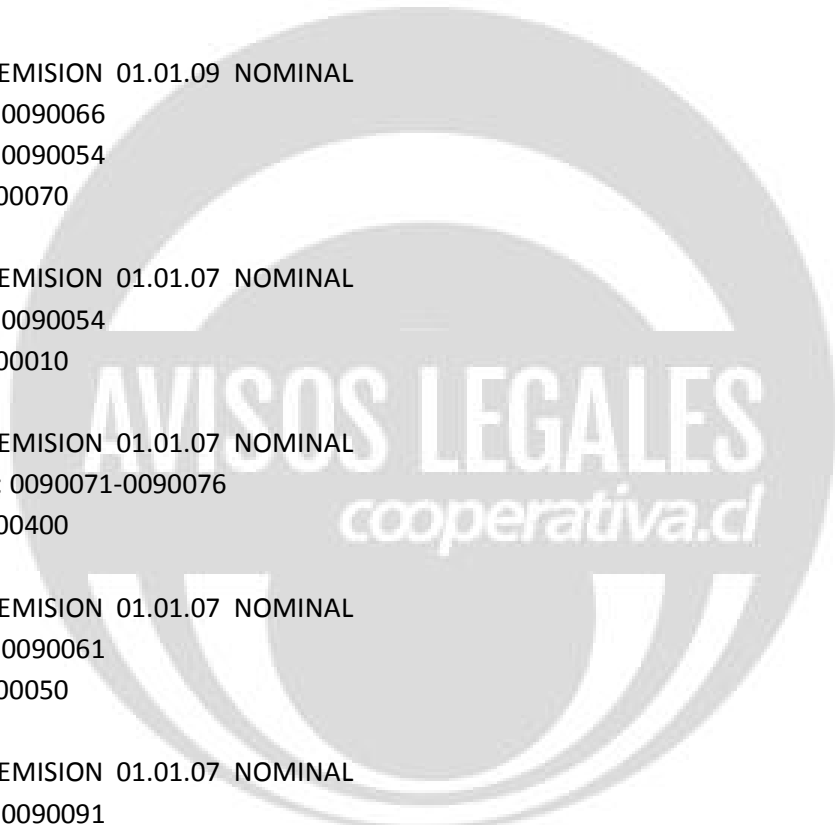 EMISION 01.01.09 NOMINAL
0090066
0090054
00070
EMISION 01.01.07 NOMINAL
0090054
00010
AVISOS LEGALES
cooperativa.cl
EMISION 01.01.07 NOMINAL
: 0090071-0090076
00400
EMISION 01.01.07 NOMINAL
0090061
00050
EMISION 01.01.07 NOMINAL
0090091